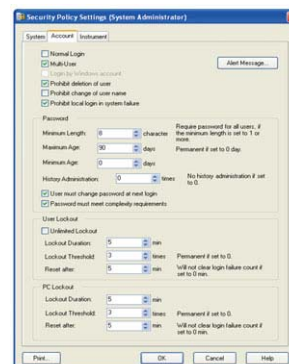 Security Policy Settings (System Administrator)
System Account Instrument
Normal Login
Multi-User
Login by Windows account
Prohibit deletion of user
Prohibit change of user name
Prohibit local login in system failure
Alert Message...
Password
Minimum Length: 8 character
Require password for all users, if the minimum length is set to 1 or more.
Maximum Age: 90 days
Permanent if set to 0 day.
Minimum Age: 0 days
History Administration: 0 times
No history administration if set to 0.
User must change password at next login
Password must meet complexity requirements
User Lockout
Unlimited Lockout
Lockout Duration: 5 min
Lockout Threshold: 3 times Permanent if set to 0.
Reset after: 5 min Will not clear login failure count if set to 0 min.
PC Lockout
Lockout Duration: 5 min
Lockout Threshold: 3 times Permanent if set to 0.
Reset after: 5 min Will not clear login failure count if set to 0 min.
Print... OK Cancel Help